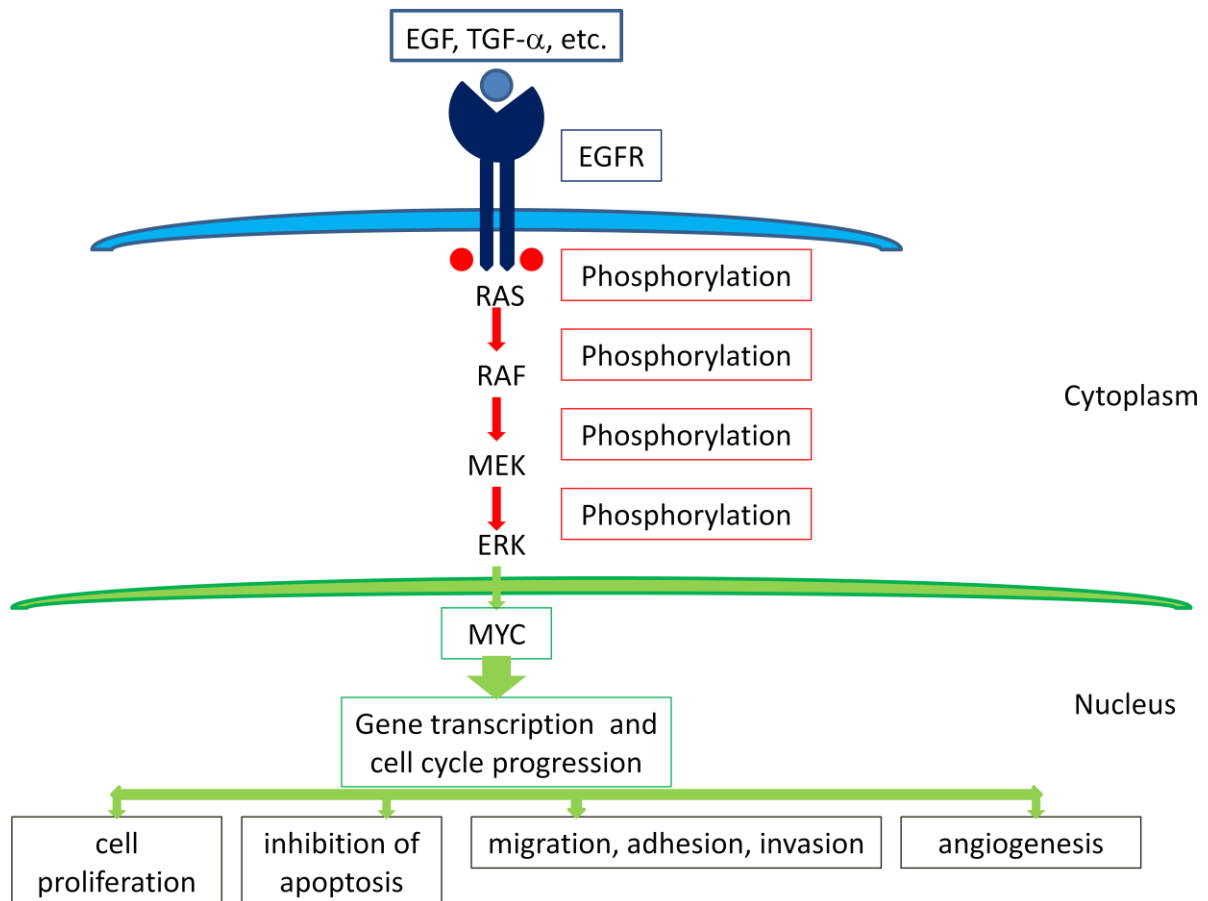 EGF, TGF-α, etc.
EGFR
Phosphorylation
RAS
Phosphorylation
RAF
Cytoplasm
Phosphorylation
MEK
Phosphorylation
ERK
MYC
Nucleus
Gene transcription  and
cell cycle progression
cell
proliferation
inhibition of
apoptosis
migration, adhesion, invasion
angiogenesis